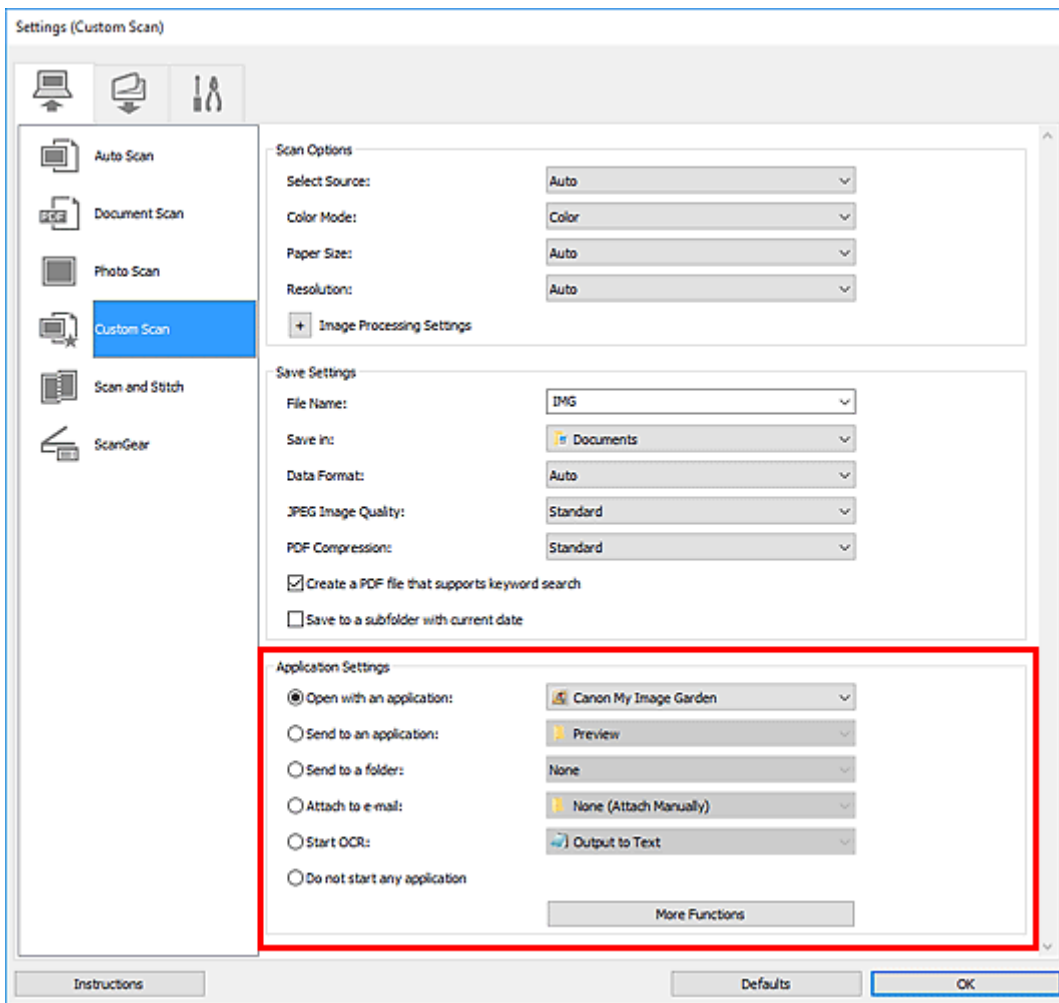 Settings (Custom Scan)
Auto Scan
Document Scan
Photo Scan
Custom Scan
Scan and Stitch
ScanGear
Scan Options
Select Source: Auto
Color Mode: Color
Paper Size: Auto
Resolution: Auto
+ Image Processing Settings
Save Settings
File Name: IMG
Save in: Documents
Data Format: Auto
JPEG Image Quality: Standard
PDF Compression: Standard
Create a PDF file that supports keyword search
Save to a subfolder with current date
Application Settings
Open with an application: Canon My Image Garden
Send to an application: Preview
Send to a folder: None
Attach to e-mail: None (Attach Manually)
Start OCR: Output to Text
Do not start any application
More Functions
Instructions Defaults OK